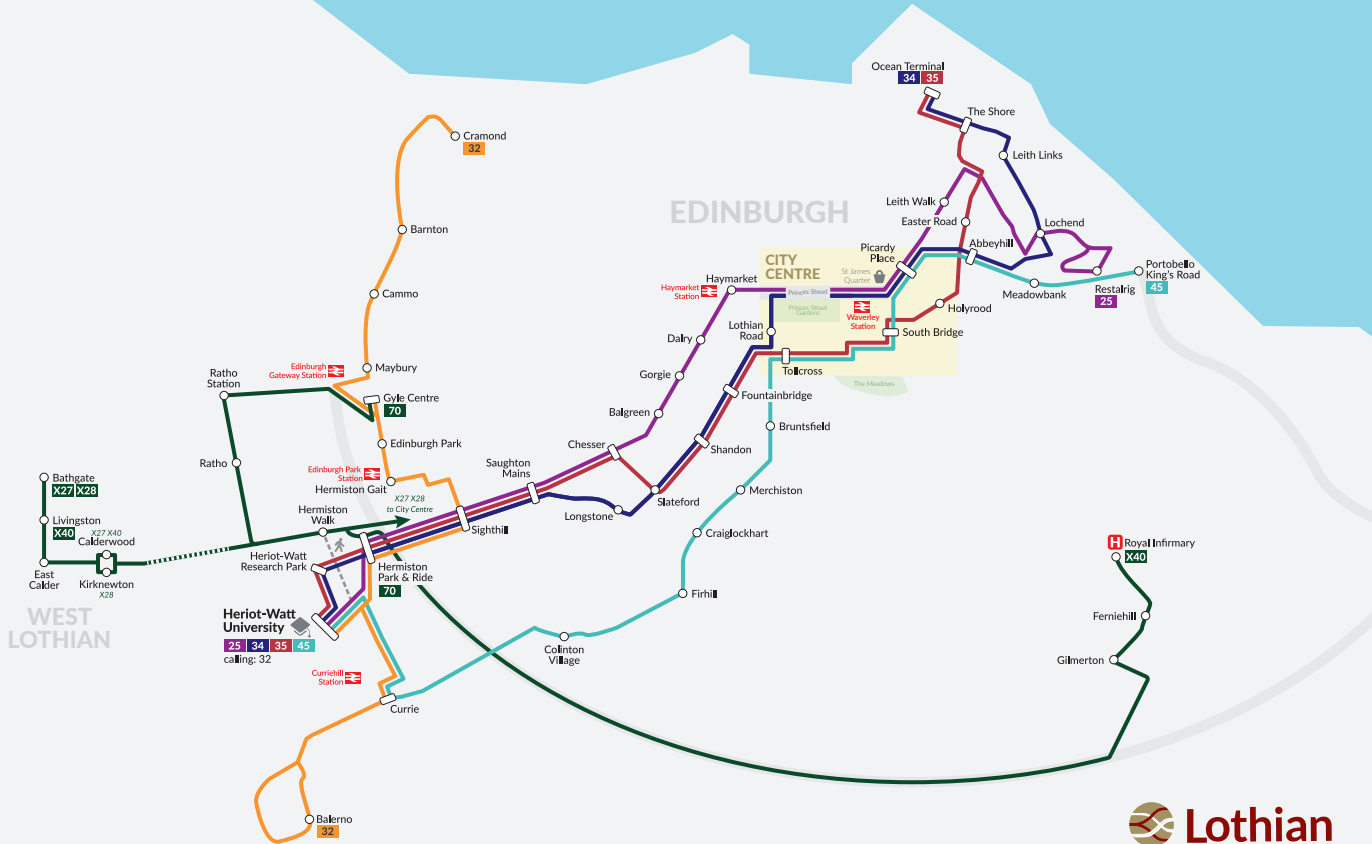 Ocean Terminal
34 35
The Shore
Leith Links
Cramond
32
Barnton
Cammo
Maybury
EDINBURGH
Leith Walk
Easter Road
Lochend
Picardy
Place
Abbeyhill
CITY
CENTRE
St James
Quarter
Haymarket
Haymarket
Station
Princes Street
Princes Street
Gardens
Waverley
Station
Meadowbank
Restalrig
25
Portobello
King's Road
45
Holyrood
South Bridge
Lothian
Road
Tollcross
The Meadows
Dalry
Gorgie
Balgreen
Fountainbridge
Bruntsfield
Edinburgh
Gateway Station
Ratho
Station
Gyle Centre
70
Edinburgh Park
Ratho
Edinburgh Park
Station
Hermiston Gait
Chesser
Shandon
Saughton
Mains
Slateford
Longstone
Merchiston
Craiglockhart
Firhill
Sighthill
Bathgate
X27 X28
Livingston
X40
X27 X40
Calderwood
East
Calder
Kirknewton
X28
WEST
LOTHIAN
X27 X28
to City Centre
Hermiston
Walk
Heriot-Watt
Research Park
Hermiston
Park & Ride
70
Heriot-Watt
University
25 34 35 45
calling: 32
Curriehill
Station
Currie
Colinton
Village
Balerno
32
H Royal Infirmary
X40
Ferniehill
Gilmerton
Lothian